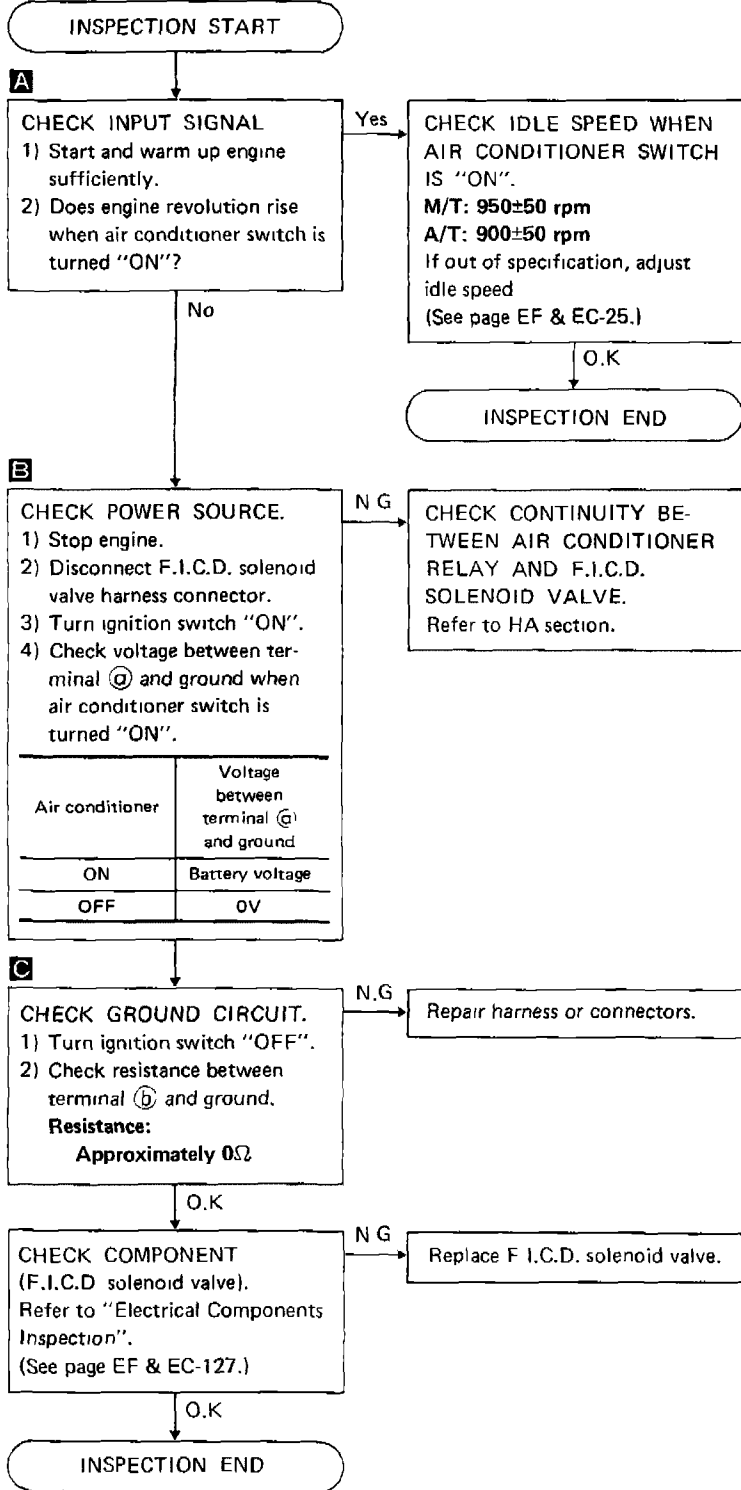 INSPECTION START
A
CHECK INPUT SIGNAL
1) Start and warm up engine
sufficiently.
2) Does engine revolution rise
when air conditioner switch is
turned "ON"?
Yes
CHECK IDLE SPEED WHEN
AIR CONDITIONER SWITCH
IS "ON".
M/T: 950±50 rpm
A/T: 900±50 rpm
If out of specification, adjust
idle speed
(See page EF & EC-25.)
No
O.K
INSPECTION END
B
CHECK POWER SOURCE.
1) Stop engine.
2) Disconnect F.I.C.D. solenoid
valve harness connector.
3) Turn ignition switch "ON".
4) Check voltage between ter-
minal ⓐ and ground when
air conditioner switch is
turned "ON".
Air conditioner
Voltage
between
terminal ⓐ
and ground
ON Battery voltage
OFF 0V
N G
CHECK CONTINUITY BE-
TWEEN AIR CONDITIONER
RELAY AND F.I.C.D.
SOLENOID VALVE.
Refer to HA section.
C
CHECK GROUND CIRCUIT.
1) Turn ignition switch "OFF".
2) Check resistance between
terminal ⓑ and ground.
Resistance:
Approximately 0Ω
N.G
Repair harness or connectors.
O.K
CHECK COMPONENT
(F.I.C.D solenoid valve).
Refer to "Electrical Components
Inspection".
(See page EF & EC-127.)
N G
Replace F I.C.D. solenoid valve.
O.K
INSPECTION END